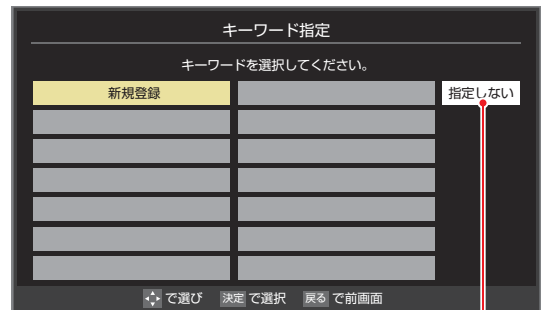 キーワード指定
キーワードを選択してください。
新規登録
指定しない
で選び 決定 で選択 戻る で前画面